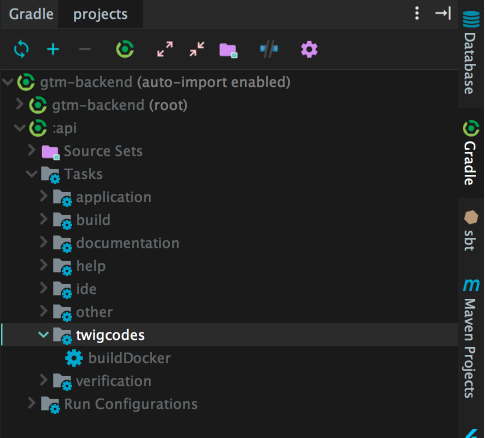 Gradle projects
gtm-backend (auto-import enabled)
gtm-backend (root)
:api
Source Sets
Tasks
application
build
documentation
help
ide
other
twigcodes
buildDocker
verification
Run Configurations
Database
Gradle
sbt
m
Maven Projects